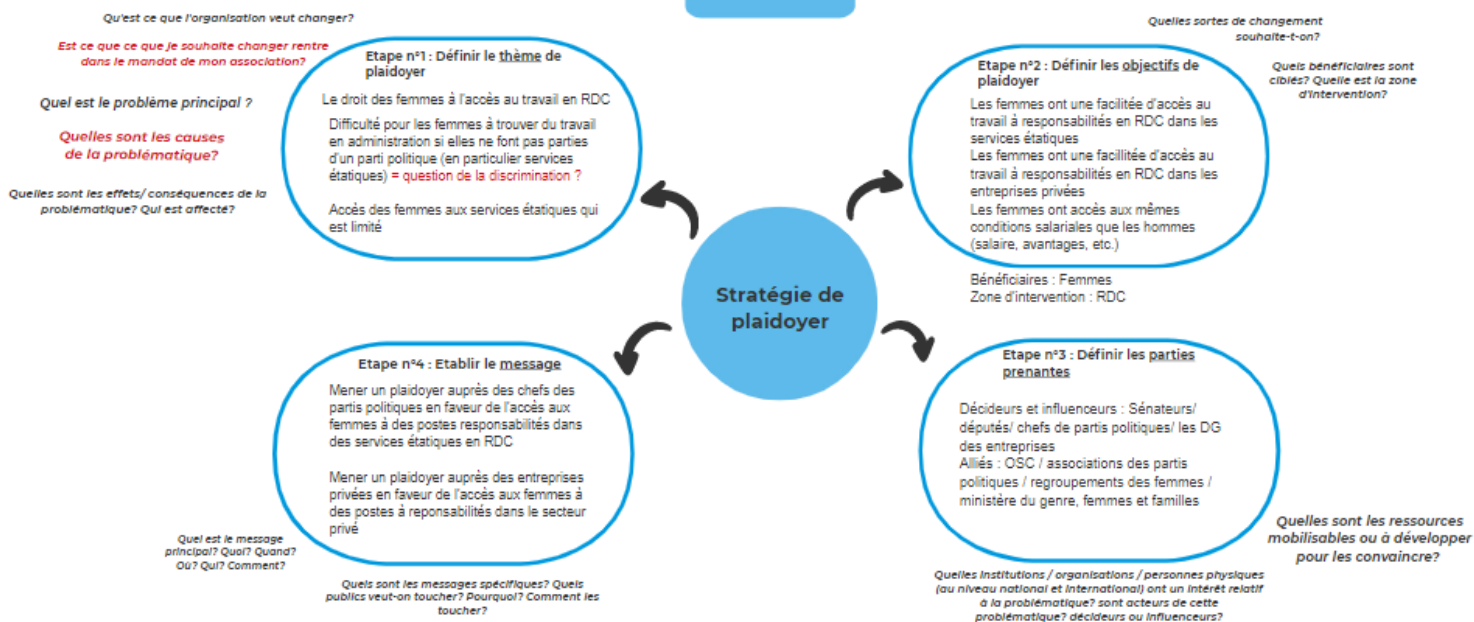 Qu'est ce que l'organisation veut changer?
Est ce que ce que je souhaite changer rentre
dans le mandat de mon association?
Quel est le problème principal ?
Quelles sont les causes
de la problématique?
Quelles sont les effets/ conséquences de la
problématique? Qui est affecté?
Etape n°1 : Définir le thème de
plaidoyer
Le droit des femmes à l'accès au travail en RDC
Difficulté pour les femmes à trouver du travail
en administration si elles ne font pas parties
d'un parti politique (en particulier services
étatiques) = question de la discrimination ?
Accès des femmes aux services étatiques qui
est limité
Quelles sortes de changement
souhaite-t-on?
Quels bénéficiaires sont
ciblés? Quelle est la zone
d'intervention?
Etape n°2 : Définir les objectifs de
plaidoyer
Les femmes ont une facilitée d'accès au
travail à responsabilités en RDC dans les
services étatiques
Les femmes ont une facillitée d'accès au
travail à responsabilités en RDC dans les
entreprises privées
Les femmes ont accès aux mêmes
conditions salariales que les hommes
(salaire, avantages, etc.)
Bénéficiaires : Femmes
Zone d'intervention : RDC
Stratégie de
plaidoyer
Etape n°3 : Définir les parties
prenantes
Décideurs et influenceurs : Sénateurs/
députés/ chefs de partis politiques/ les DG
des entreprises
Alliés : OSC / associations des partis
politiques / regroupements des femmes /
ministère du genre, femmes et familles
Quelles sont les ressources
mobilisables ou à développer
pour les convaincre?
Quelles institutions / organisations / personnes physiques
(au niveau national et international) ont un intérêt relatif
à la problématique? sont acteurs de cette
problématique? décideurs ou influenceurs?
Etape n°4 : Etablir le message
Mener un plaidoyer auprès des chefs des
partis politiques en faveur de l'accès aux
femmes à des postes responsabilités dans
des services étatiques en RDC
Mener un plaidoyer auprès des entreprises
privées en faveur de l'accès aux femmes à
des postes à reponsabilités dans le secteur
privé
Quel est le message
principal? Quoi? Quand?
Où? Qui? Comment?
Quels sont les messages spécifiques? Quels
publics veut-on toucher? Pourquoi? Comment les
toucher?